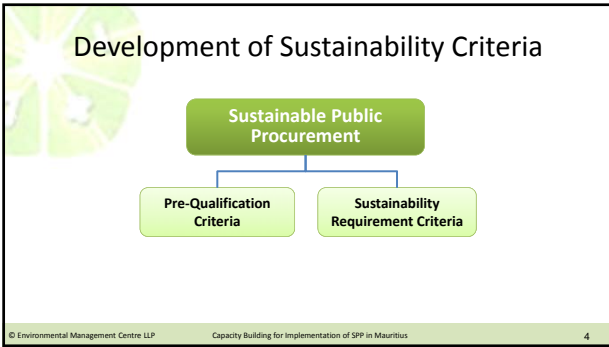 Development of Sustainability Criteria
Sustainable Public
Procurement
Pre-Qualification
Criteria
Sustainability
Requirement Criteria
© Environmental Management Centre LLP
Capacity Building for Implementation of SPP in Mauritius
4